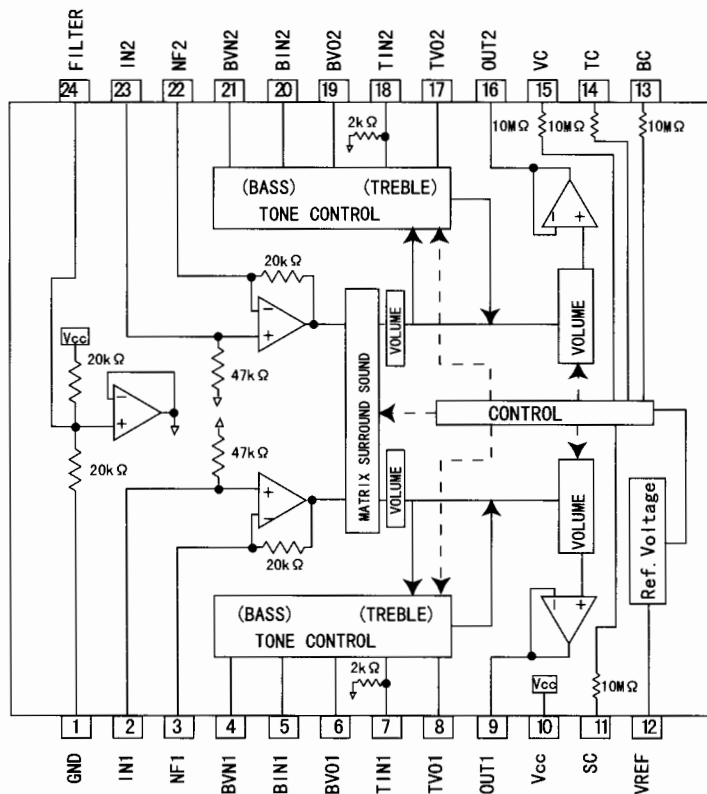 FILTER
IN2
NF2
BVN2
BIN2
BVO2
TIN2
TVO2
OUT2
VC
TC
BC
24
23
22
21
20
19
18
17
16
15
14
13
2kΩ
10MΩ
10MΩ
10MΩ
(BASS)
(TREBLE)
TONE CONTROL
20kΩ
Vcc
20kΩ
47kΩ
47kΩ
20kΩ
20kΩ
MATRIX SURROUND SOUND
VOLUME
VOLUME
VOLUME
VOLUME
CONTROL
Ref. Voltage
(BASS)
(TREBLE)
TONE CONTROL
2kΩ
Vcc
10MΩ
1
2
3
4
5
6
7
8
9
10
11
12
GND
IN1
NF1
BVN1
BIN1
BVO1
TIN1
TVO1
OUT1
Vcc
SC
VREF